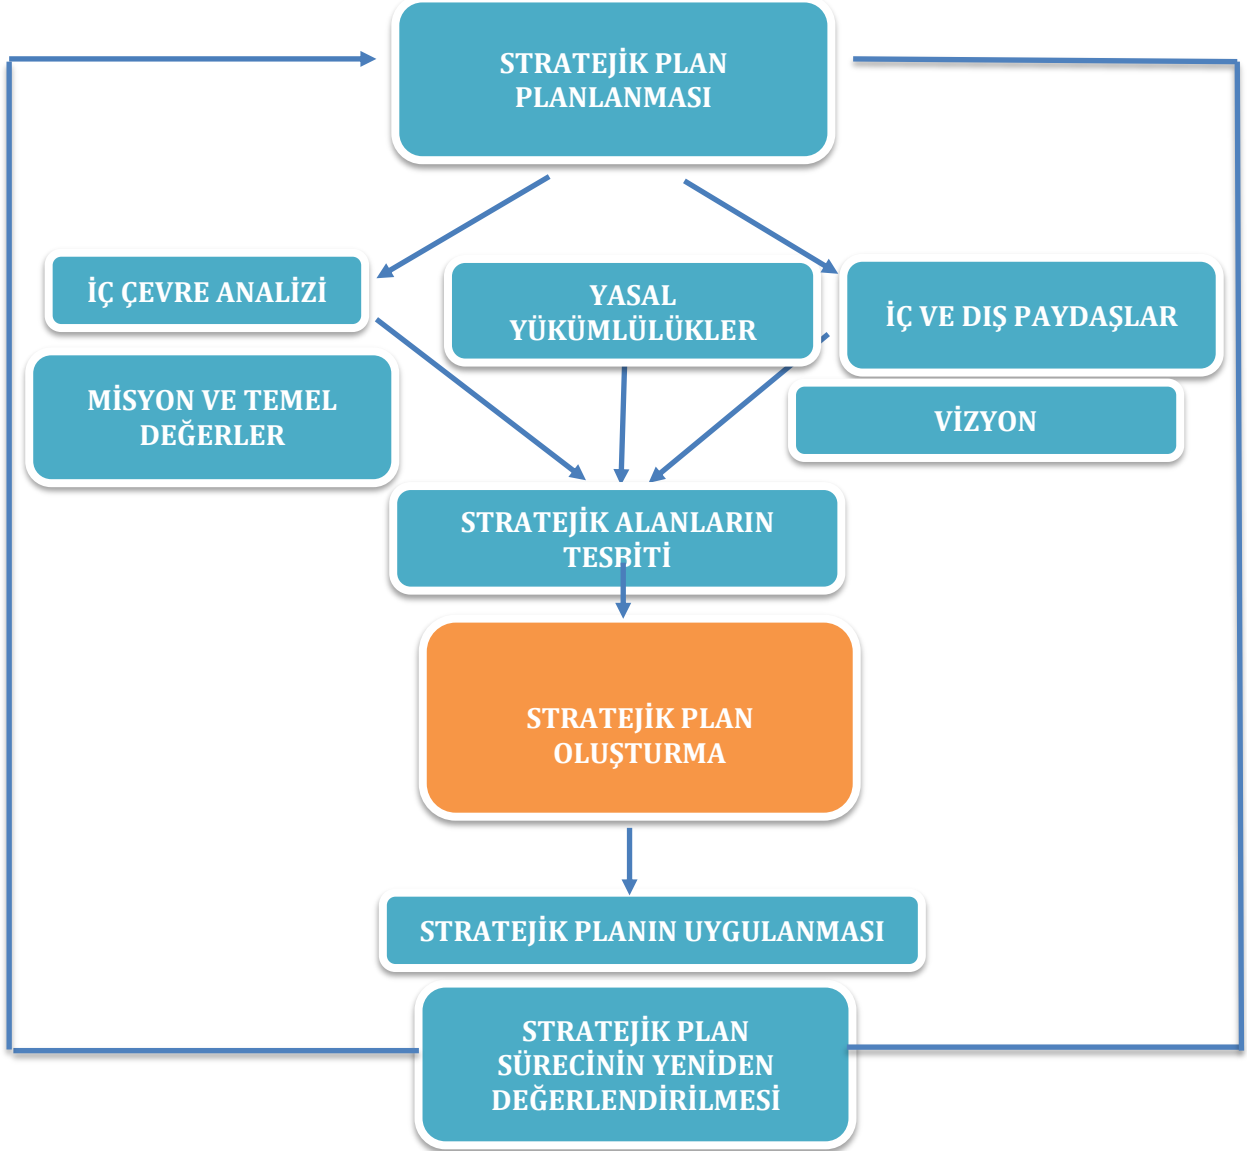 STRATEJİK PLAN
PLANLANMASI
İÇ ÇEVRE ANALİZİ
YASAL
YÜKÜMLÜLÜKLER
İÇ VE DIŞ PAYDAŞLAR
MİSYON VE TEMEL
DEĞERLER
VİZYON
STRATEJİK ALANLARIN
TESBİTİ
STRATEJİK PLAN
OLUŞTURMA
STRATEJİK PLANIN UYGULANMASI
STRATEJİK PLAN
SÜRECİNİN YENİDEN
DEĞERLENDİRİLMESİ